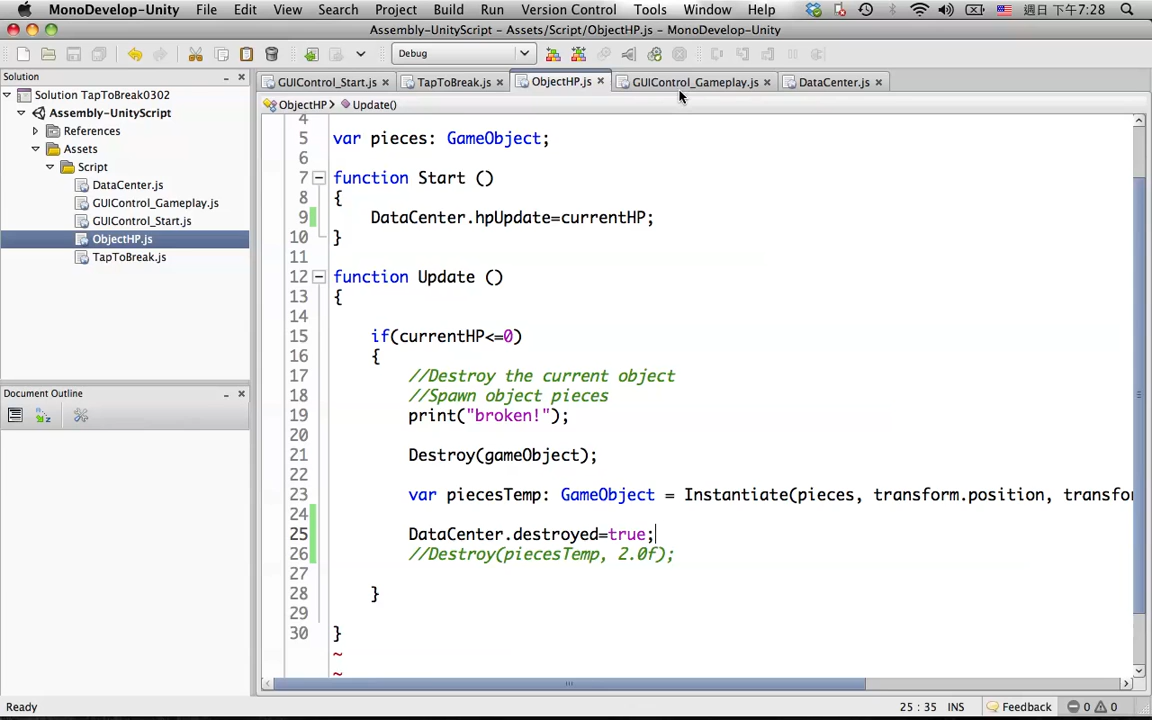 MonoDevelop-Unity File Edit View Search Project Build Run Version Control Tools Window Help 週日 下午7:28
Assembly-UnityScript - Assets/Script/ObjectHP.js - MonoDevelop-Unity
Debug
Solution
Solution TapToBreak0302
Assembly-UnityScript
References
Assets
Script
DataCenter.js
GUIControl_Gameplay.js
GUIControl_Start.js
ObjectHP.js
TapToBreak.js
Document Outline
GUIControl_Start.js TapToBreak.js ObjectHP.js GUIControl_Gameplay.js DataCenter.js
ObjectHP Update()
4
5 var pieces: GameObject;
6
7 function Start ()
8 {
9 DataCenter.hpUpdate=currentHP;
10 }
11
12 function Update ()
13 {
14
15 if(currentHP<=0)
16 {
17 //Destroy the current object
18 //Spawn object pieces
19 print("broken!");
20
21 Destroy(gameObject);
22
23 var piecesTemp: GameObject = Instantiate(pieces, transform.position, transfor
24
25 DataCenter.destroyed=true;
26 //Destroy(piecesTemp, 2.0f);
27
28 }
29
30 }
~
~
Ready 25 : 35 Feedback 0 0